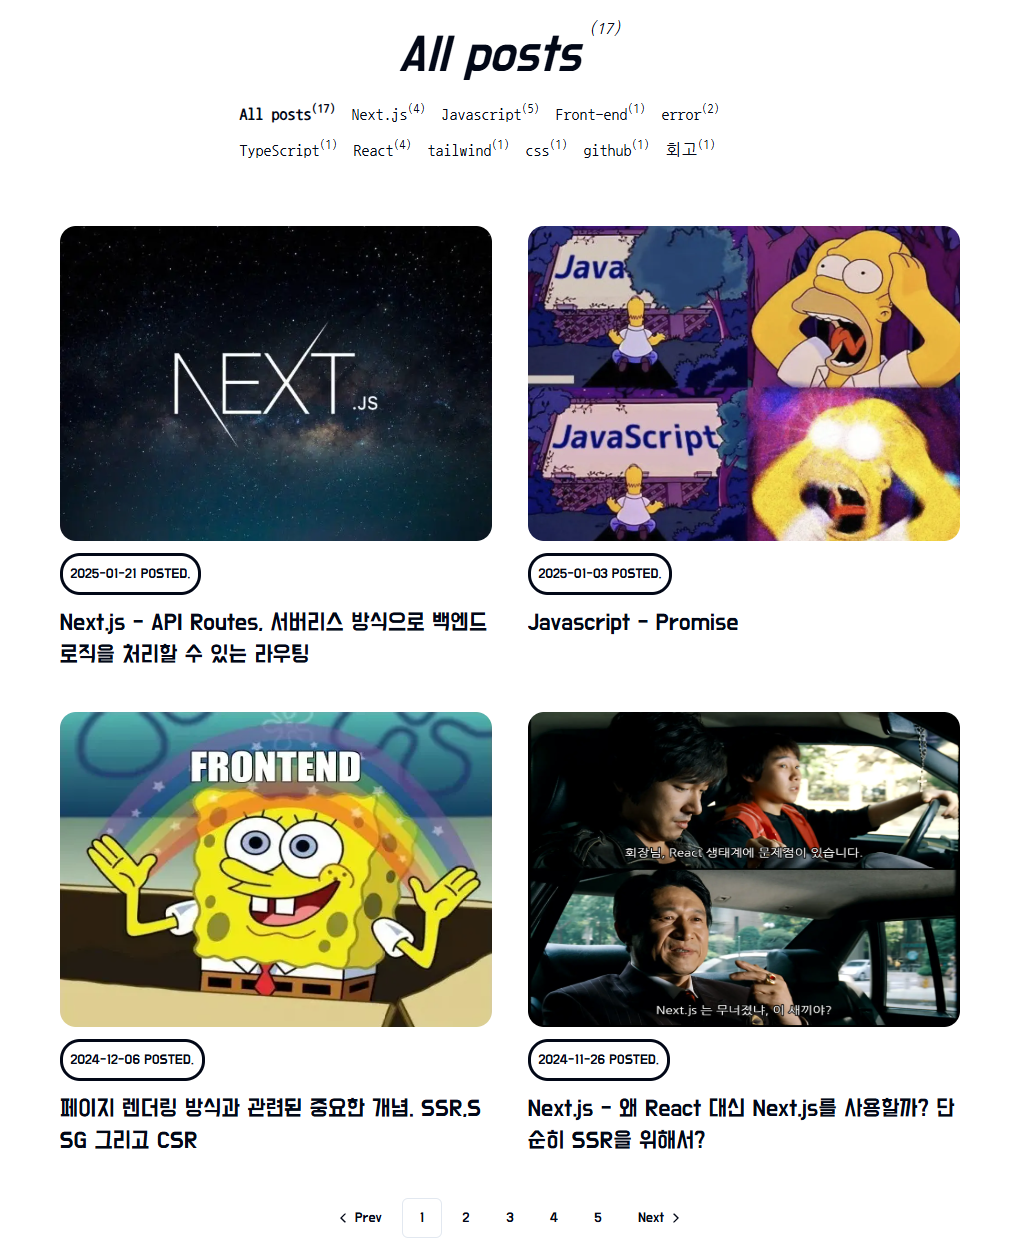 All posts (17)
All posts(17) Next.js(4) Javascript(5) Front-end(1) error(2)
TypeScript(1) React(4) tailwind(1) css(1) github(1) 회고(1)
NEXT.JS
Java
JavaScript
2025-01-21 POSTED.
2025-01-03 POSTED.
Next.js - API Routes. 서버리스 방식으로 백엔드
로직을 처리할 수 있는 라우팅
Javascript - Promise
FRONTEND
회장님, React 생태계에 문제점이 있습니다.
Next.js 는 무너졌냐, 이 새끼야?
2024-12-06 POSTED.
2024-11-26 POSTED.
페이지 렌더링 방식과 관련된 중요한 개념. SSR,S
SG 그리고 CSR
Next.js - 왜 React 대신 Next.js를 사용할까? 단
순히 SSR을 위해서?
Prev 1 2 3 4 5 Next